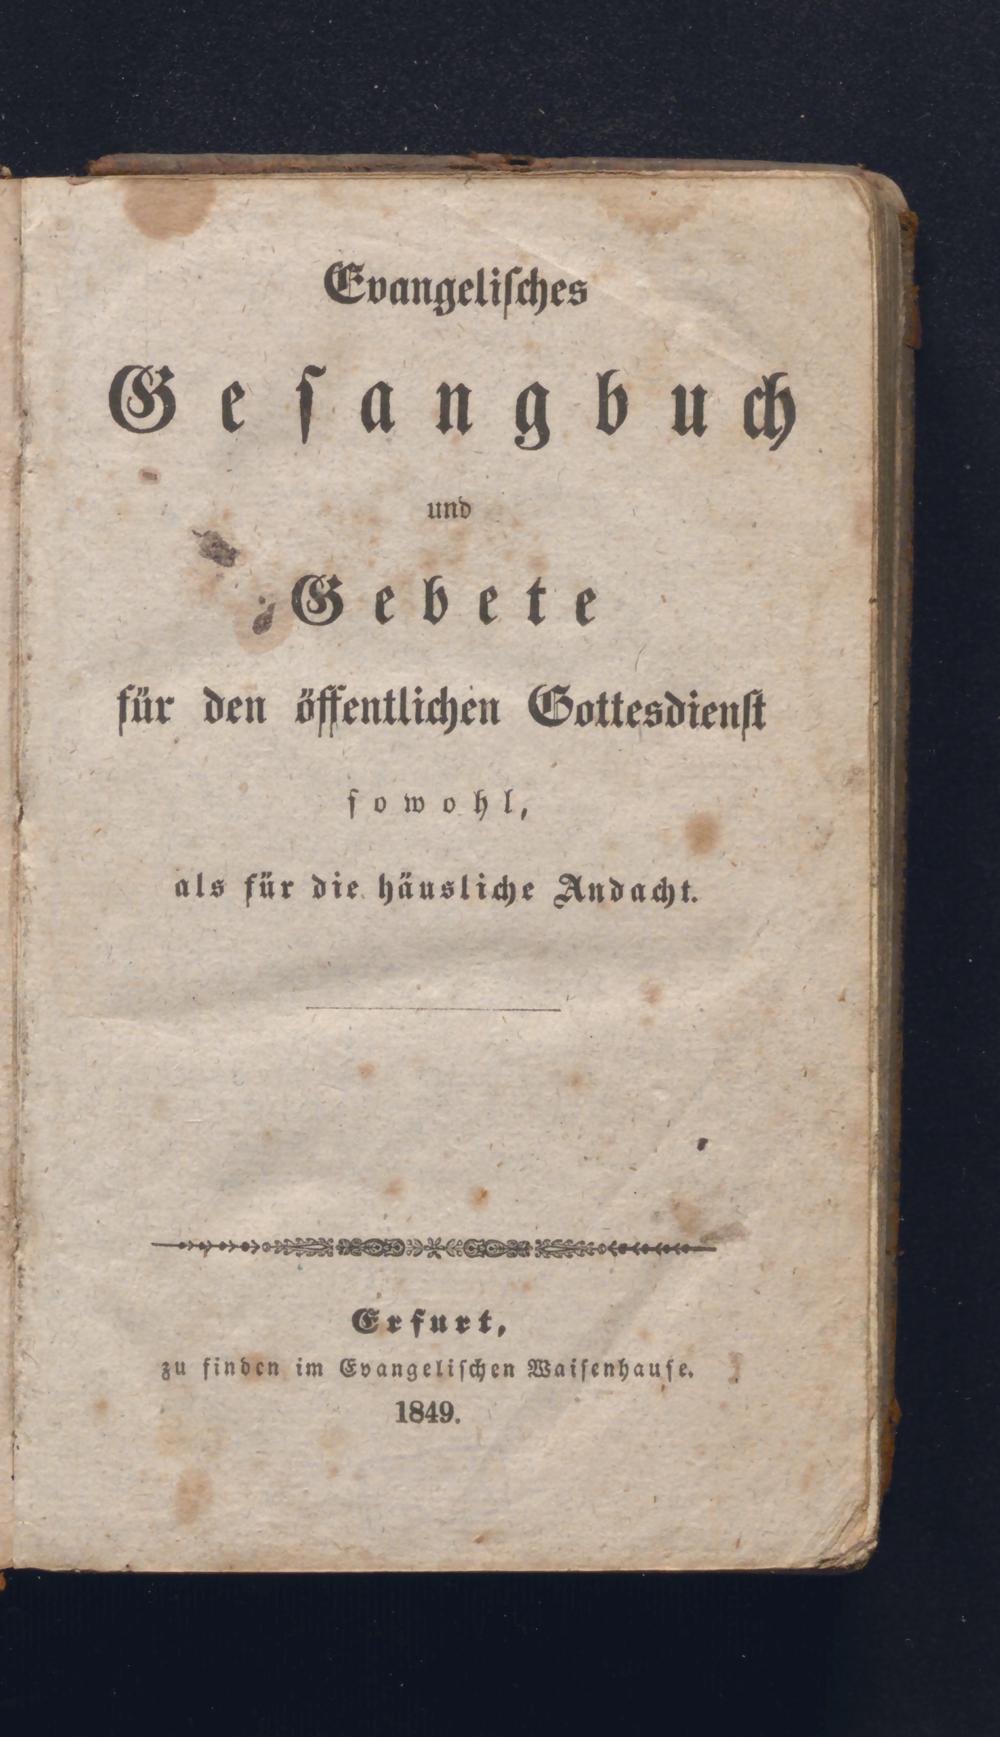 Evangeliſches
Geſangbuch
und
Gebete
für den öffentlichen Gottesdienſt
ſowohl,
als für die häusliche Andacht.
Erfurt,
zu finden im Evangeliſchen Waiſenhauſe.
1849.